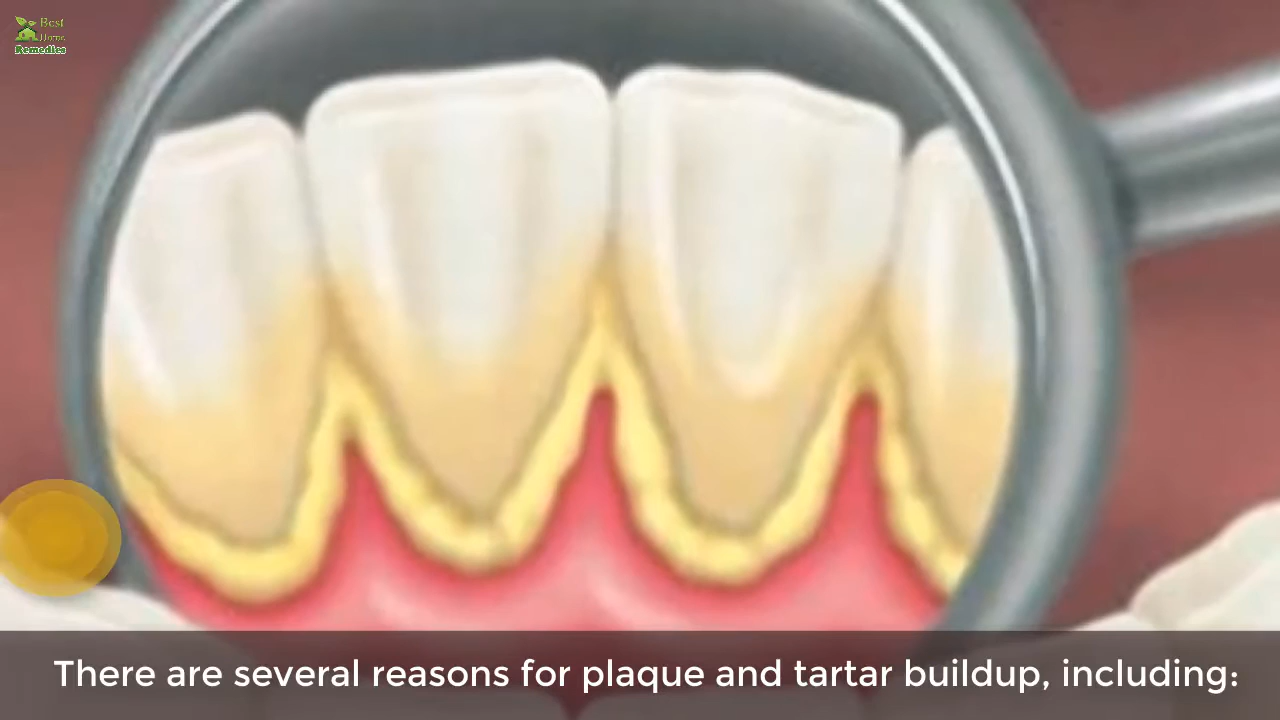 Best
Home
Remedies
There are several reasons for plaque and tartar buildup, including: